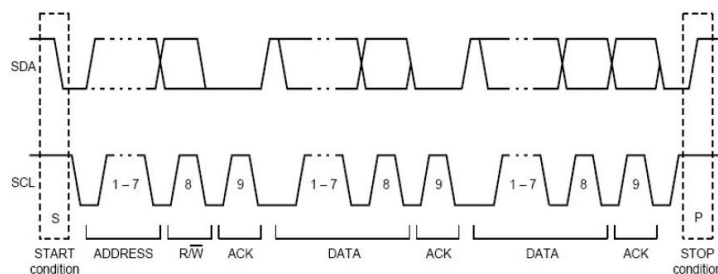 SDA
SCL
1 – 7 8 9 1 – 7 8 9 1 – 7 8 9
S P
START condition ADDRESS R/W̅ ACK DATA ACK DATA ACK STOP condition